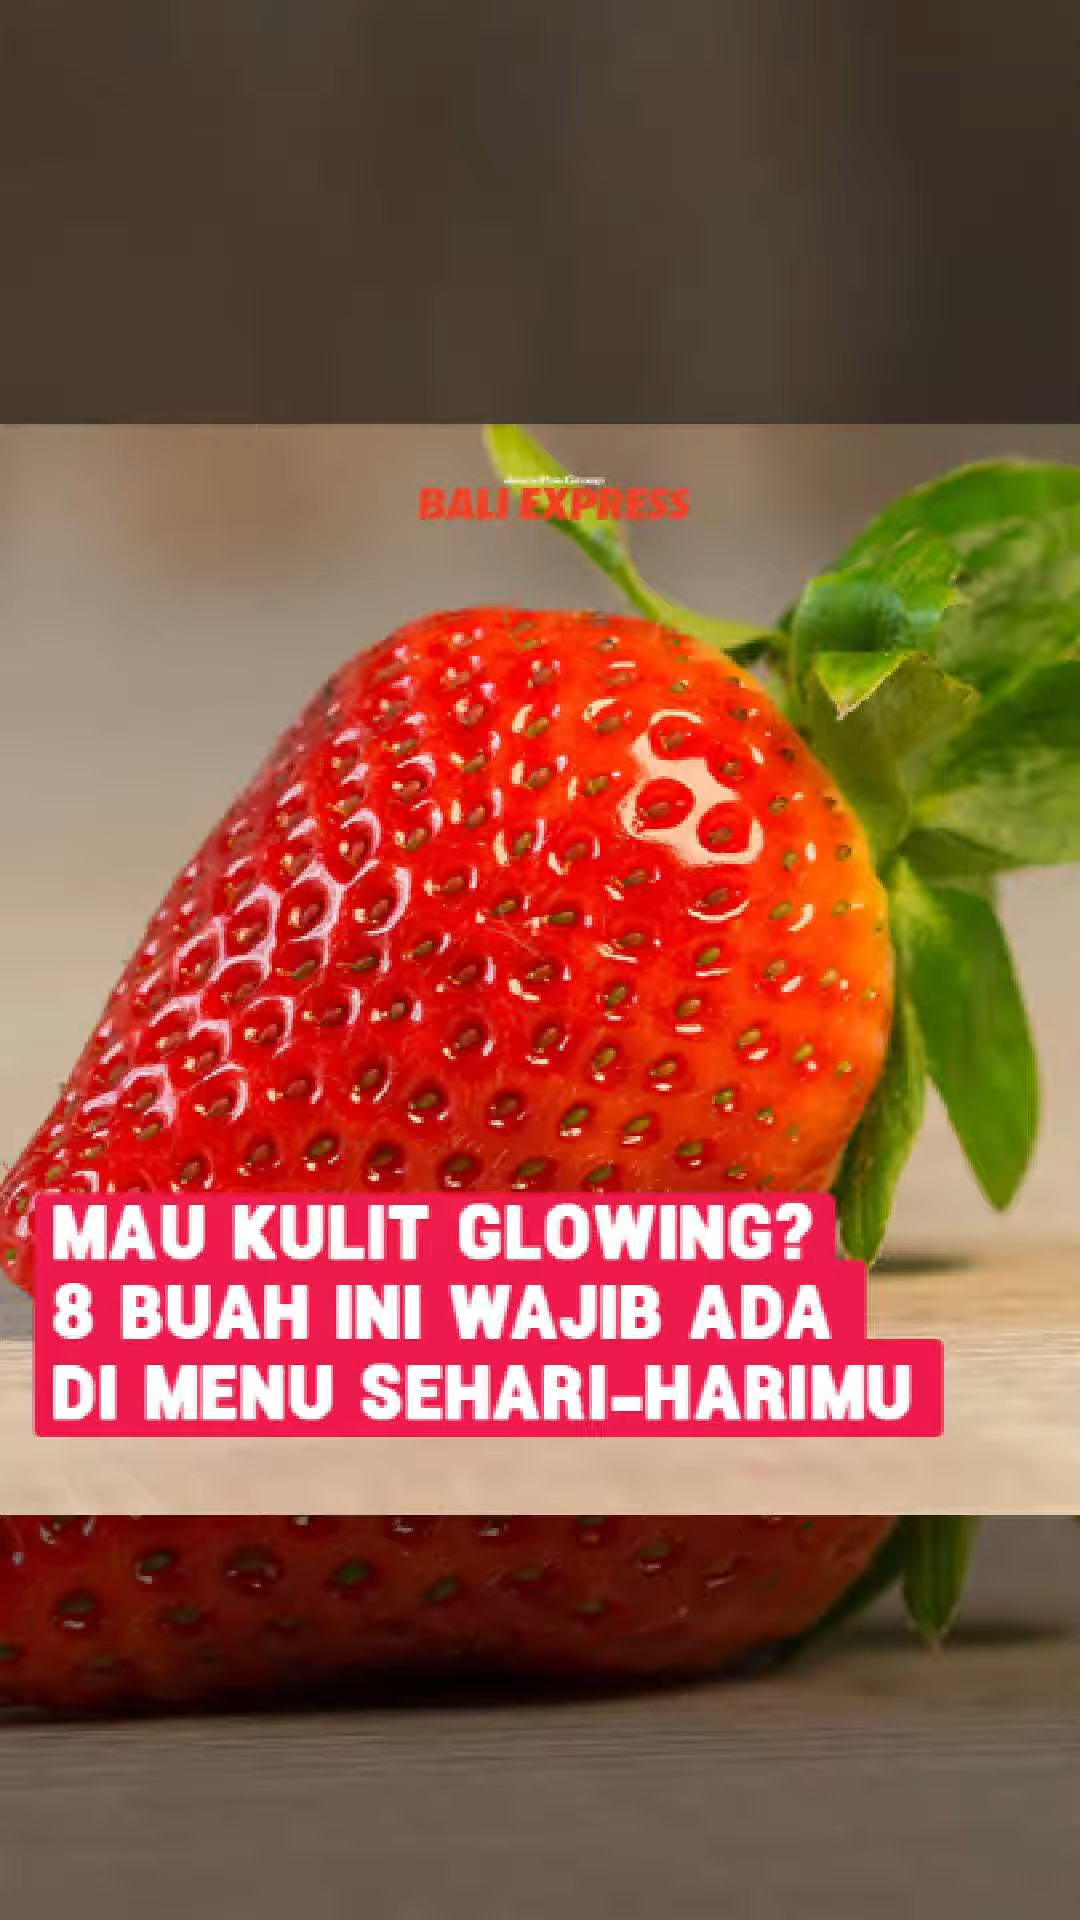 BALI EXPRESS
MAU KULIT GLOWING?
8 BUAH INI WAJIB ADA
DI MENU SEHARI-HARIMU